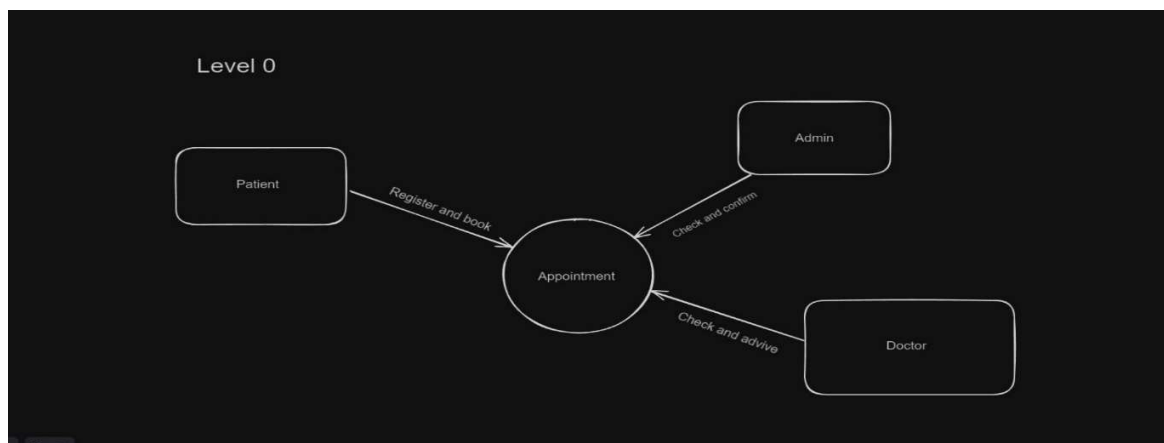 Level 0
Patient
Register and book
Admin
Check and confirm
Appointment
Check and advive
Doctor